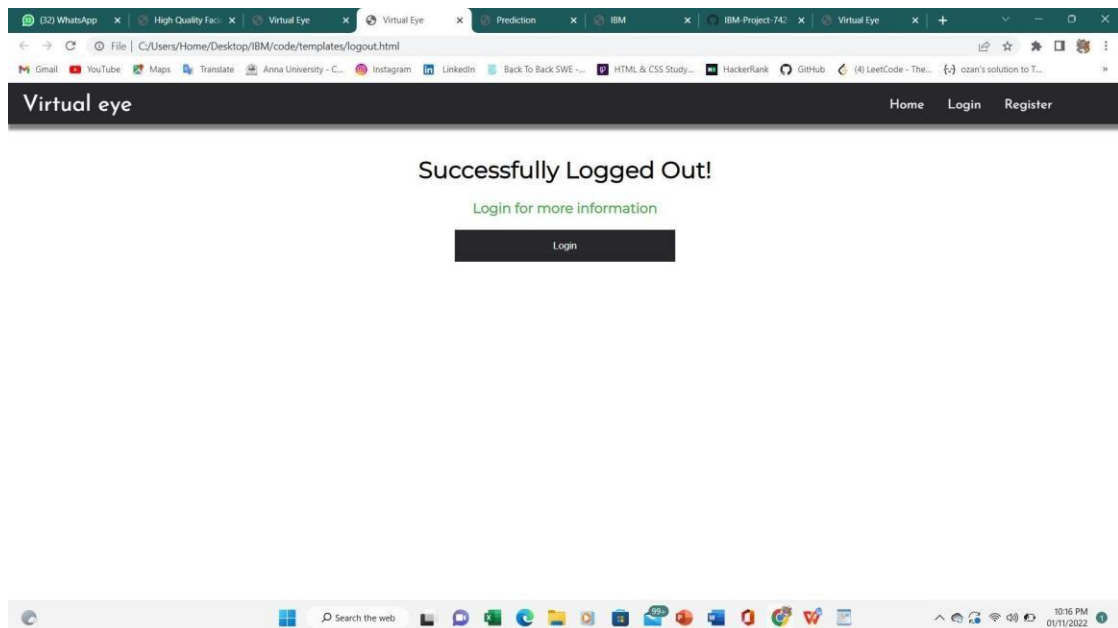 (32) WhatsApp High Quality Fac Virtual Eye Virtual Eye Prediction IBM IBM-Project-742 Virtual Eye
File C:/Users/Home/Desktop/IBM/code/templates/logout.html
Gmail YouTube Maps Translate Anna University - C... Instagram LinkedIn Back To Back SWE -... HTML & CSS Study... HackerRank GitHub (4) LeetCode - The... ozan's solution to T... »
Virtual eye Home Login Register
Successfully Logged Out!
Login for more information
Login
Search the web 99+ 10:16 PM
01/11/2022